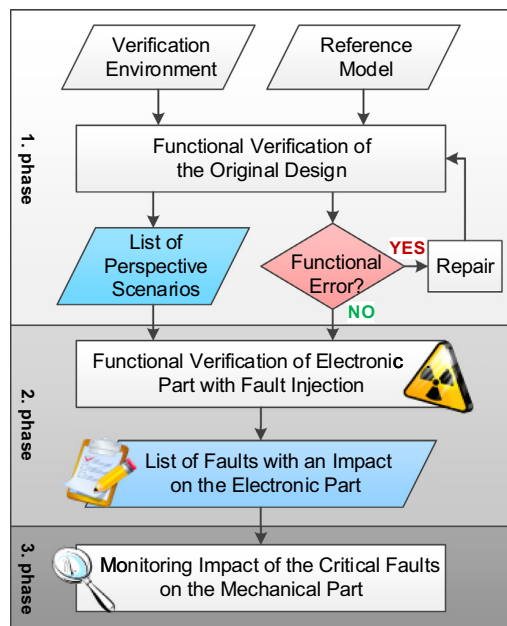 Verification
Environment
Reference
Model
1. phase
Functional Verification of
the Original Design
List of
Perspective
Scenarios
Functional
Error?
YES
Repair
NO
2. phase
Functional Verification of Electronic
Part with Fault Injection
List of Faults with an Impact
on the Electronic Part
3. phase
Monitoring Impact of the Critical Faults
on the Mechanical Part